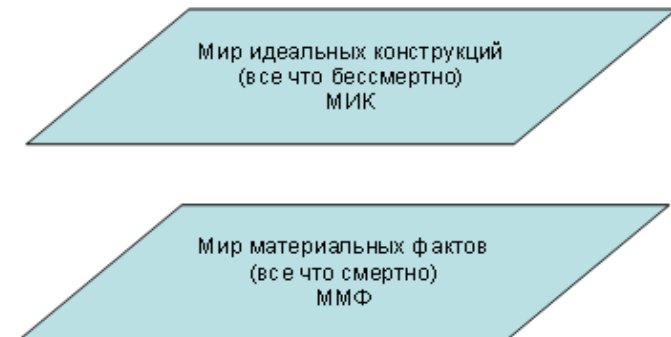 Мир идеальных конструкций
(все что бессмертно)
МИК
Мир материальных фактов
(все что смертно)
ММФ